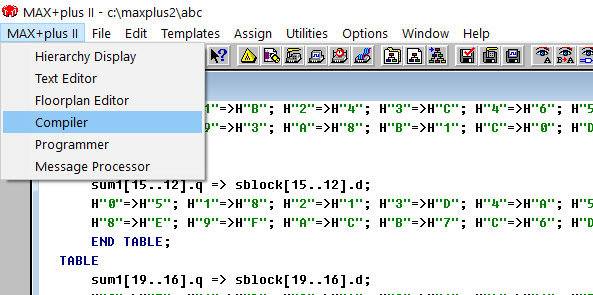 MAX+plus II - c:\maxplus2\abc
MAX+plus II File Edit Templates Assign Utilities Options Window Help
Hierarchy Display
Text Editor
Floorplan Editor
Compiler
Programmer
Message Processor
1"=>H"B"; H"2"=>H"4"; H"3"=>H"C"; H"4"=>H"6"; H"5
9"=>H"3"; H"A"=>H"8"; H"B"=>H"1"; H"C"=>H"0"; H"D
sum1[15..12].q => sblock[15..12].d;
H"0"=>H"5"; H"1"=>H"8"; H"2"=>H"1"; H"3"=>H"D"; H"4"=>H"A"; H"5
H"8"=>H"E"; H"9"=>H"F"; H"A"=>H"C"; H"B"=>H"7"; H"C"=>H"6"; H"D
END TABLE;
TABLE
sum1[19..16].q => sblock[19..16].d;